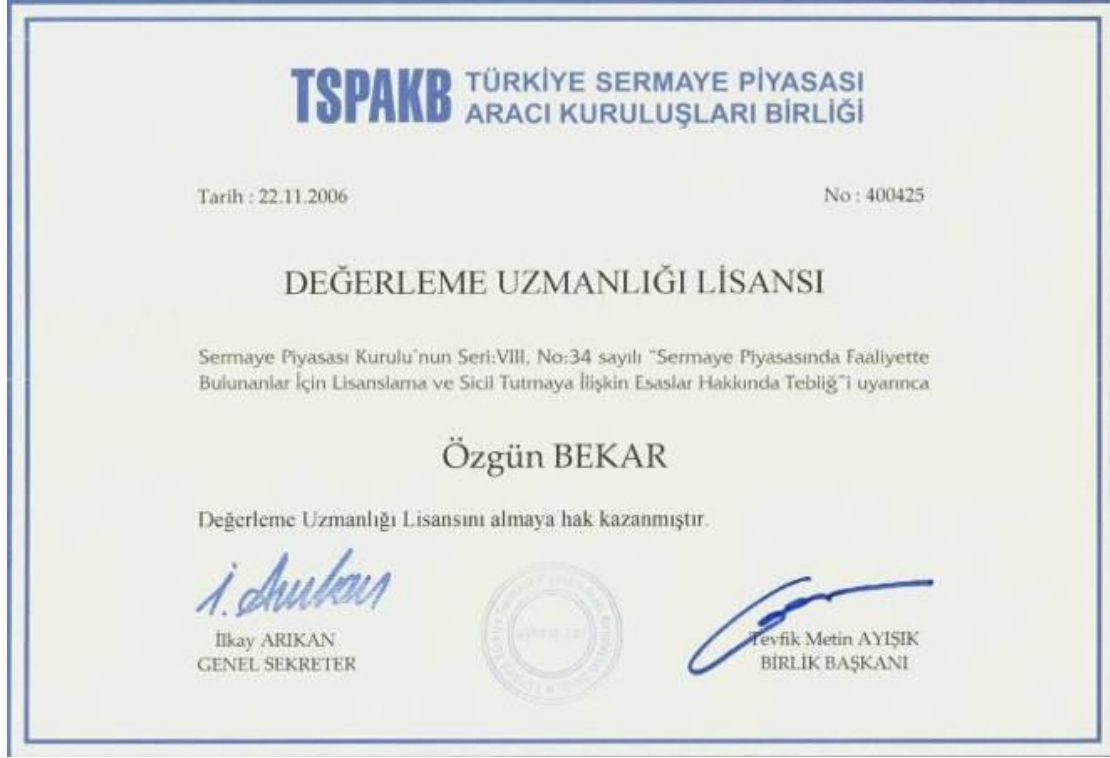 TSPAKB TÜRKİYE SERMAYE PİYASASI
ARACI KURULUŞLARI BİRLİĞİ
Tarih : 22.11.2006
No : 400425
DEĞERLEME UZMANLIĞI LİSANSI
Sermaye Piyasası Kurulu'nun Seri:VIII, No:34 sayılı "Sermaye Piyasasında Faaliyette
Bulunanlar İçin Lisanslama ve Sicil Tutmaya İlişkin Esaslar Hakkında Tebliğ"i uyarınca
Özgün BEKAR
Değerleme Uzmanlığı Lisansını almaya hak kazanmıştır.
İlkay ARIKAN
GENEL SEKRETER
Tevfik Metin AYIŞIK
BİRLİK BAŞKANI